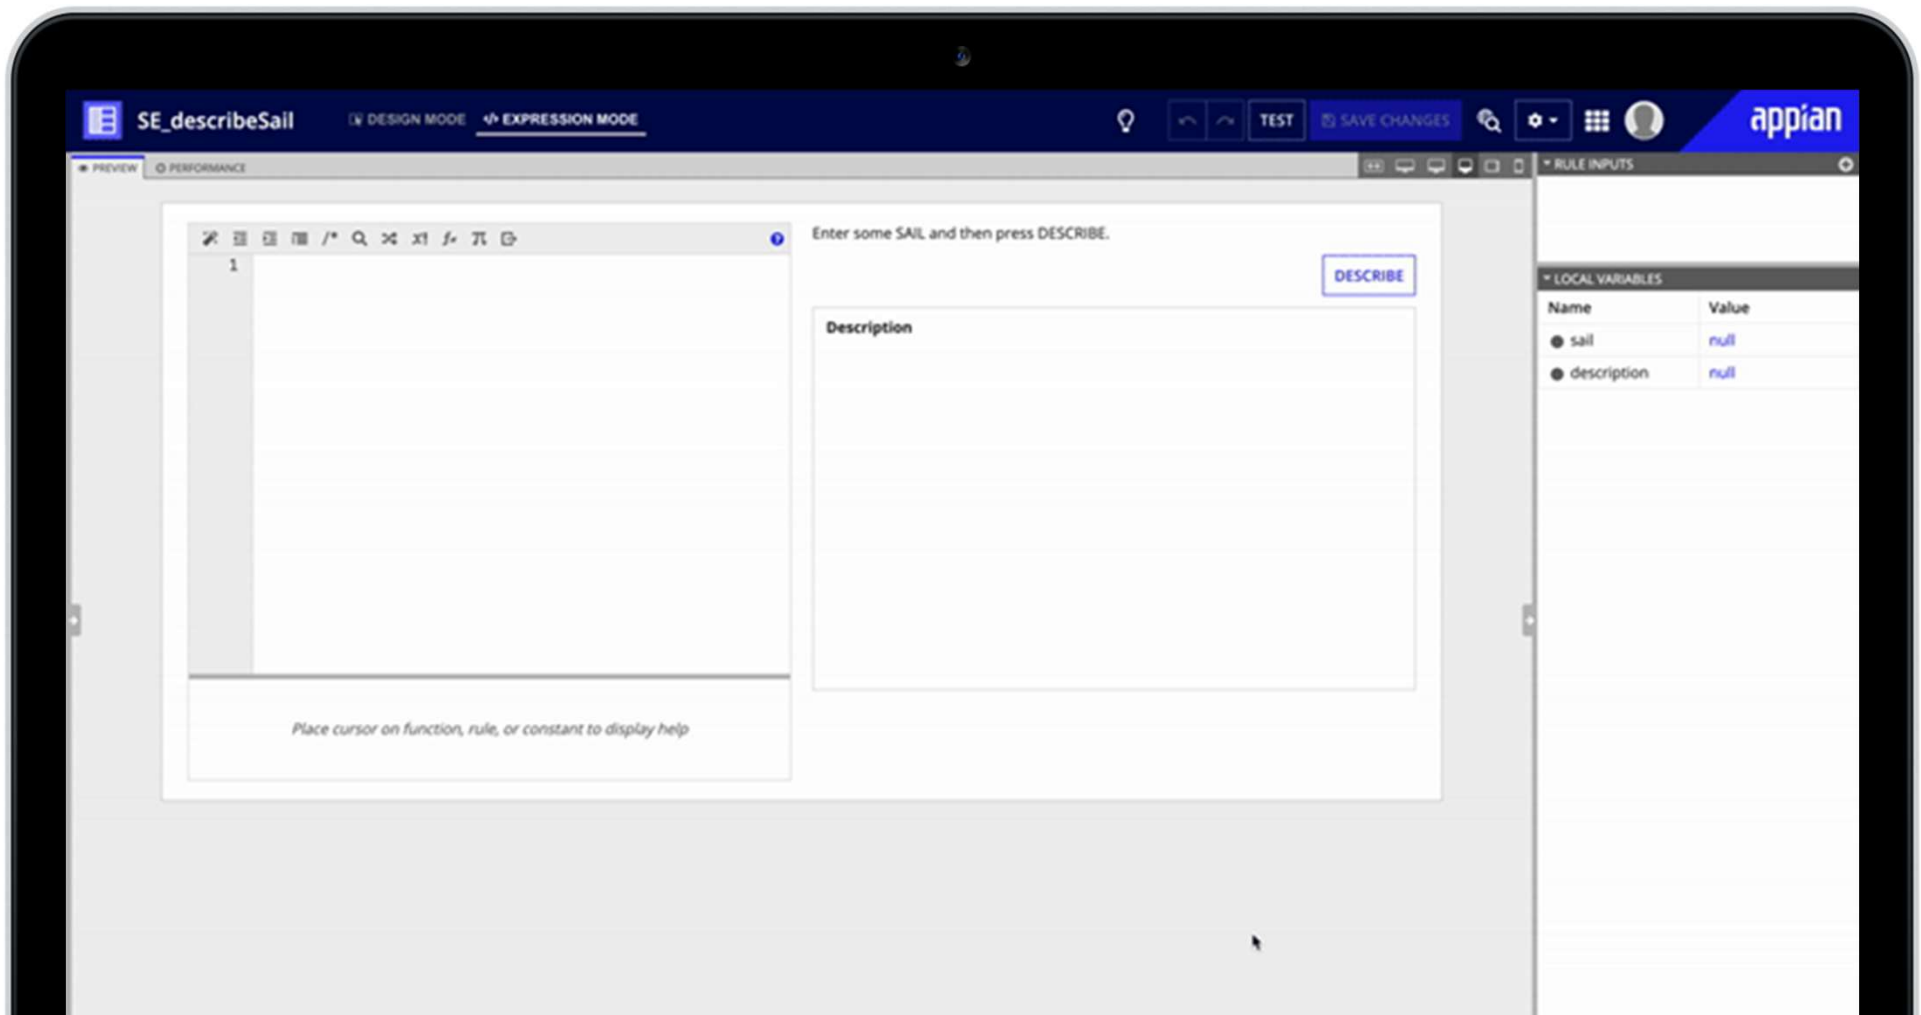 SE_describeSail
DESIGN MODE
EXPRESSION MODE
TEST
SAVE CHANGES
appian
PREVIEW
PERFORMANCE
RULE INPUTS
/*
1
Enter some SAIL and then press DESCRIBE.
DESCRIBE
Description
Place cursor on function, rule, or constant to display help
LOCAL VARIABLES
Name Value
sail null
description null